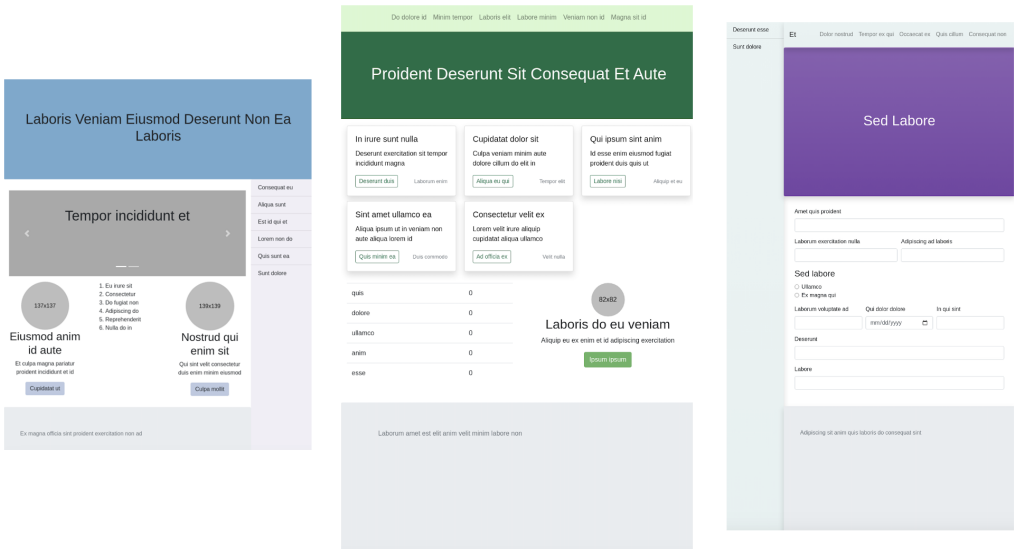 Laboris Veniam Eiusmod Deserunt Non Ea
Laboris
Tempor incididunt et
Consequat eu
Aliqua sunt
Est id qui et
Lorem non do
Quis sunt ea
Sunt dolore
137x137
Eiusmod anim
id aute
Et culpa magna pariatur
proident incididunt et id
Cupidatat ut
1. Eu irure sit
2. Consectetur
3. Do fugiat non
4. Adipiscing do
5. Reprehenderit
6. Nulla do in
139x139
Nostrud qui
enim sit
Qui sint velit consectetur
duis enim minim eiusmod
Culpa mollit
Ex magna officia sint proident exercitation non ad
Do dolore id Minim tempor Laboris elit Labore minim Veniam non id Magna sit id
Proident Deserunt Sit Consequat Et Aute
In irure sunt nulla
Deserunt exercitation sit tempor
incididunt magna
Deserunt duis Laborum enim
Cupidatat dolor sit
Culpa veniam minim aute
dolore cillum do elit in
Aliqua eu qui Tempor elit
Qui ipsum sint anim
Id esse enim eiusmod fugiat
proident duis quis ut
Labore nisi Aliquip et eu
Sint amet ullamco ea
Aliqua ipsum ut in veniam non
aute aliqua lorem id
Quis minim ea Duis commodo
Consectetur velit ex
Lorem velit irure aliquip
cupidatat aliqua ullamco
Ad officia ex Velit nulla
quis 0
dolore 0
ullamco 0
anim 0
esse 0
82x82
Laboris do eu veniam
Aliquip eu ex enim et id adipiscing exercitation
Ipsum ipsum
Laborum amet est elit anim velit minim labore non
Deserunt esse
Sunt dolore
Et Dolor nostrud Tempor ex qui Occaecat ex Quis cillum Consequat non
Sed Labore
Amet quis proident
Laborum exercitation nulla Adipiscing ad laboris
Sed labore
Ullamco
Ex magna qui
Laborum voluptate ad Qui dolor dolore In qui sint
mm/dd/yyyy
Deserunt
Labore
Adipiscing sit anim quis laboris do consequat sint